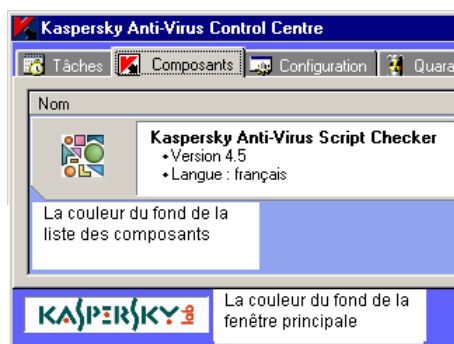 Kaspersky Anti-Virus Control Centre
Tâches Composants Configuration Quara
Nom
Kaspersky Anti-Virus Script Checker
•Version 4.5
•Langue : français
La couleur du fond de la
liste des composants
KASPERSKY
La couleur du fond de la
fenêtre principale